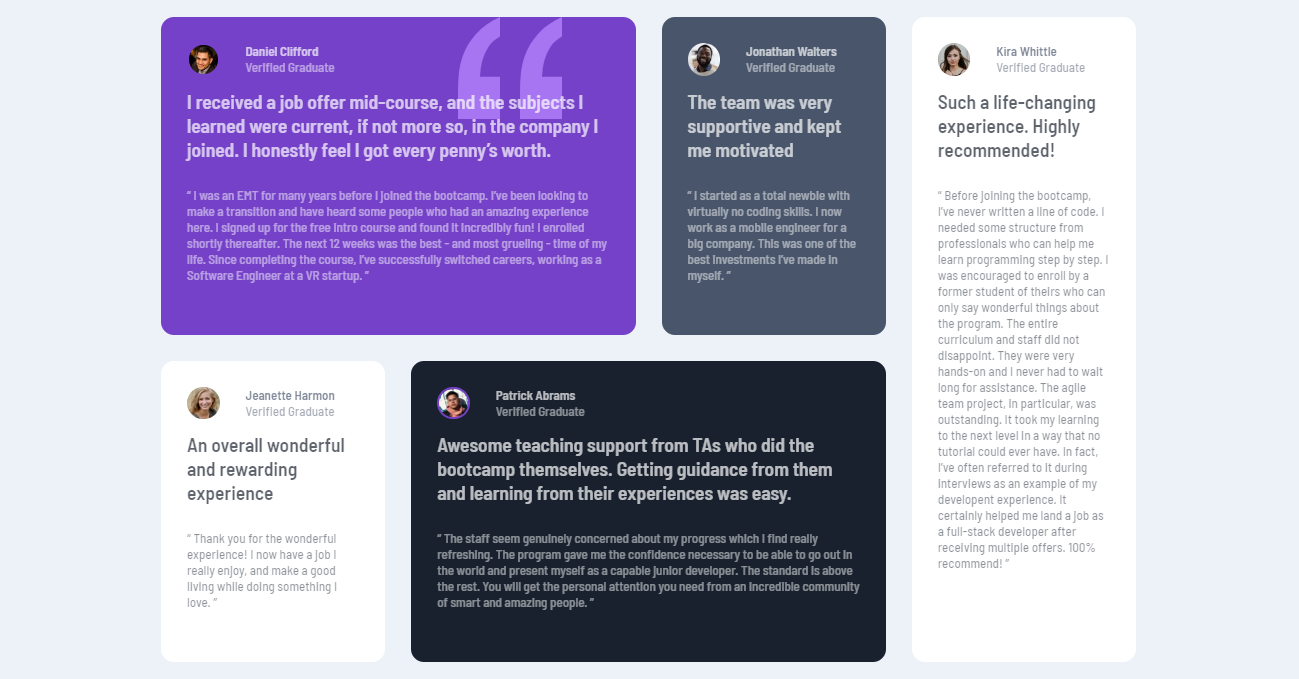 Daniel Clifford
Verified Graduate
I received a job offer mid-course, and the subjects I
learned were current, if not more so, in the company I
joined. I honestly feel I got every penny’s worth.
“ I was an EMT for many years before I joined the bootcamp. I’ve been looking to
make a transition and have heard some people who had an amazing experience
here. I signed up for the free intro course and found it incredibly fun! I enrolled
shortly thereafter. The next 12 weeks was the best - and most grueling - time of my
life. Since completing the course, I’ve successfully switched careers, working as a
Software Engineer at a VR startup. ”
Jonathan Walters
Verified Graduate
The team was very
supportive and kept
me motivated
“ I started as a total newbie with
virtually no coding skills. I now
work as a mobile engineer for a
big company. This was one of the
best investments I’ve made in
myself. ”
Kira Whittle
Verified Graduate
Such a life-changing
experience. Highly
recommended!
“ Before joining the bootcamp,
I’ve never written a line of code. I
needed some structure from
professionals who can help me
learn programming step by step. I
was encouraged to enroll by a
former student of theirs who can
only say wonderful things about
the program. The entire
curriculum and staff did not
disappoint. They were very
hands-on and I never had to wait
long for assistance. The agile
team project, in particular, was
outstanding. It took my learning
to the next level in a way that no
tutorial could ever have. In fact,
I’ve often referred to it during
interviews as an example of my
developent experience. It
certainly helped me land a job as
a full-stack developer after
receiving multiple offers. 100%
recommend! ”
Jeanette Harmon
Verified Graduate
An overall wonderful
and rewarding
experience
“ Thank you for the wonderful
experience! I now have a job I
really enjoy, and make a good
living while doing something I
love. ”
Patrick Abrams
Verified Graduate
Awesome teaching support from TAs who did the
bootcamp themselves. Getting guidance from them
and learning from their experiences was easy.
“ The staff seem genuinely concerned about my progress which I find really
refreshing. The program gave me the confidence necessary to be able to go out in
the world and present myself as a capable junior developer. The standard is above
the rest. You will get the personal attention you need from an incredible community
of smart and amazing people. ”